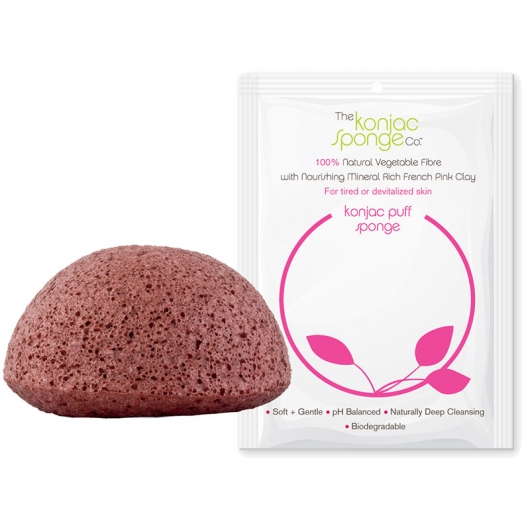 The
konjac
sponge Co™
100% Natural Vegetable Fibre
with Nourishing Mineral Rich French Pink Clay
For tired or devitalized skin
konjac puff
sponge
• Soft + Gentle • pH Balanced • Naturally Deep Cleansing
• Biodegradable